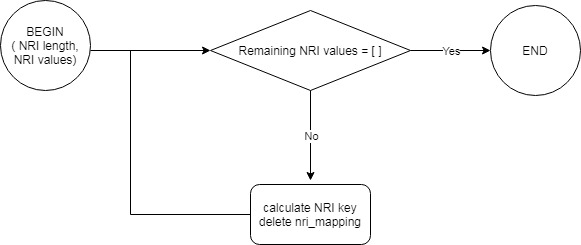 BEGIN
( NRI length,
NRI values)
Remaining NRI values = [ ]
Yes
END
No
calculate NRI key
delete nri_mapping